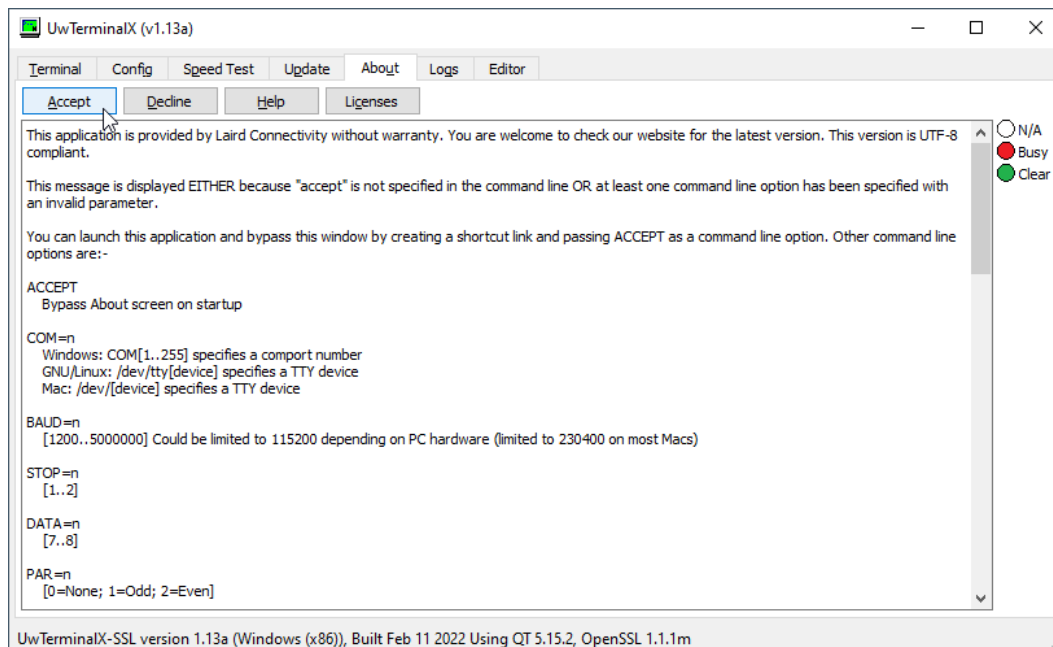 UwTerminalX (v1.13a)
Terminal Config Speed Test Update About Logs Editor
Accept Decline Help Licenses
This application is provided by Laird Connectivity without warranty. You are welcome to check our website for the latest version. This version is UTF-8
compliant.
This message is displayed EITHER because "accept" is not specified in the command line OR at least one command line option has been specified with
an invalid parameter.
You can launch this application and bypass this window by creating a shortcut link and passing ACCEPT as a command line option. Other command line
options are:-
ACCEPT
Bypass About screen on startup
COM=n
Windows: COM[1..255] specifies a comport number
GNU/Linux: /dev/tty[device] specifies a TTY device
Mac: /dev/[device] specifies a TTY device
BAUD=n
[1200..5000000] Could be limited to 115200 depending on PC hardware (limited to 230400 on most Macs)
STOP=n
[1..2]
DATA=n
[7..8]
PAR=n
[0=None; 1=Odd; 2=Even]
N/A
Busy
Clear
UwTerminalX-SSL version 1.13a (Windows (x86)), Built Feb 11 2022 Using QT 5.15.2, OpenSSL 1.1.1m